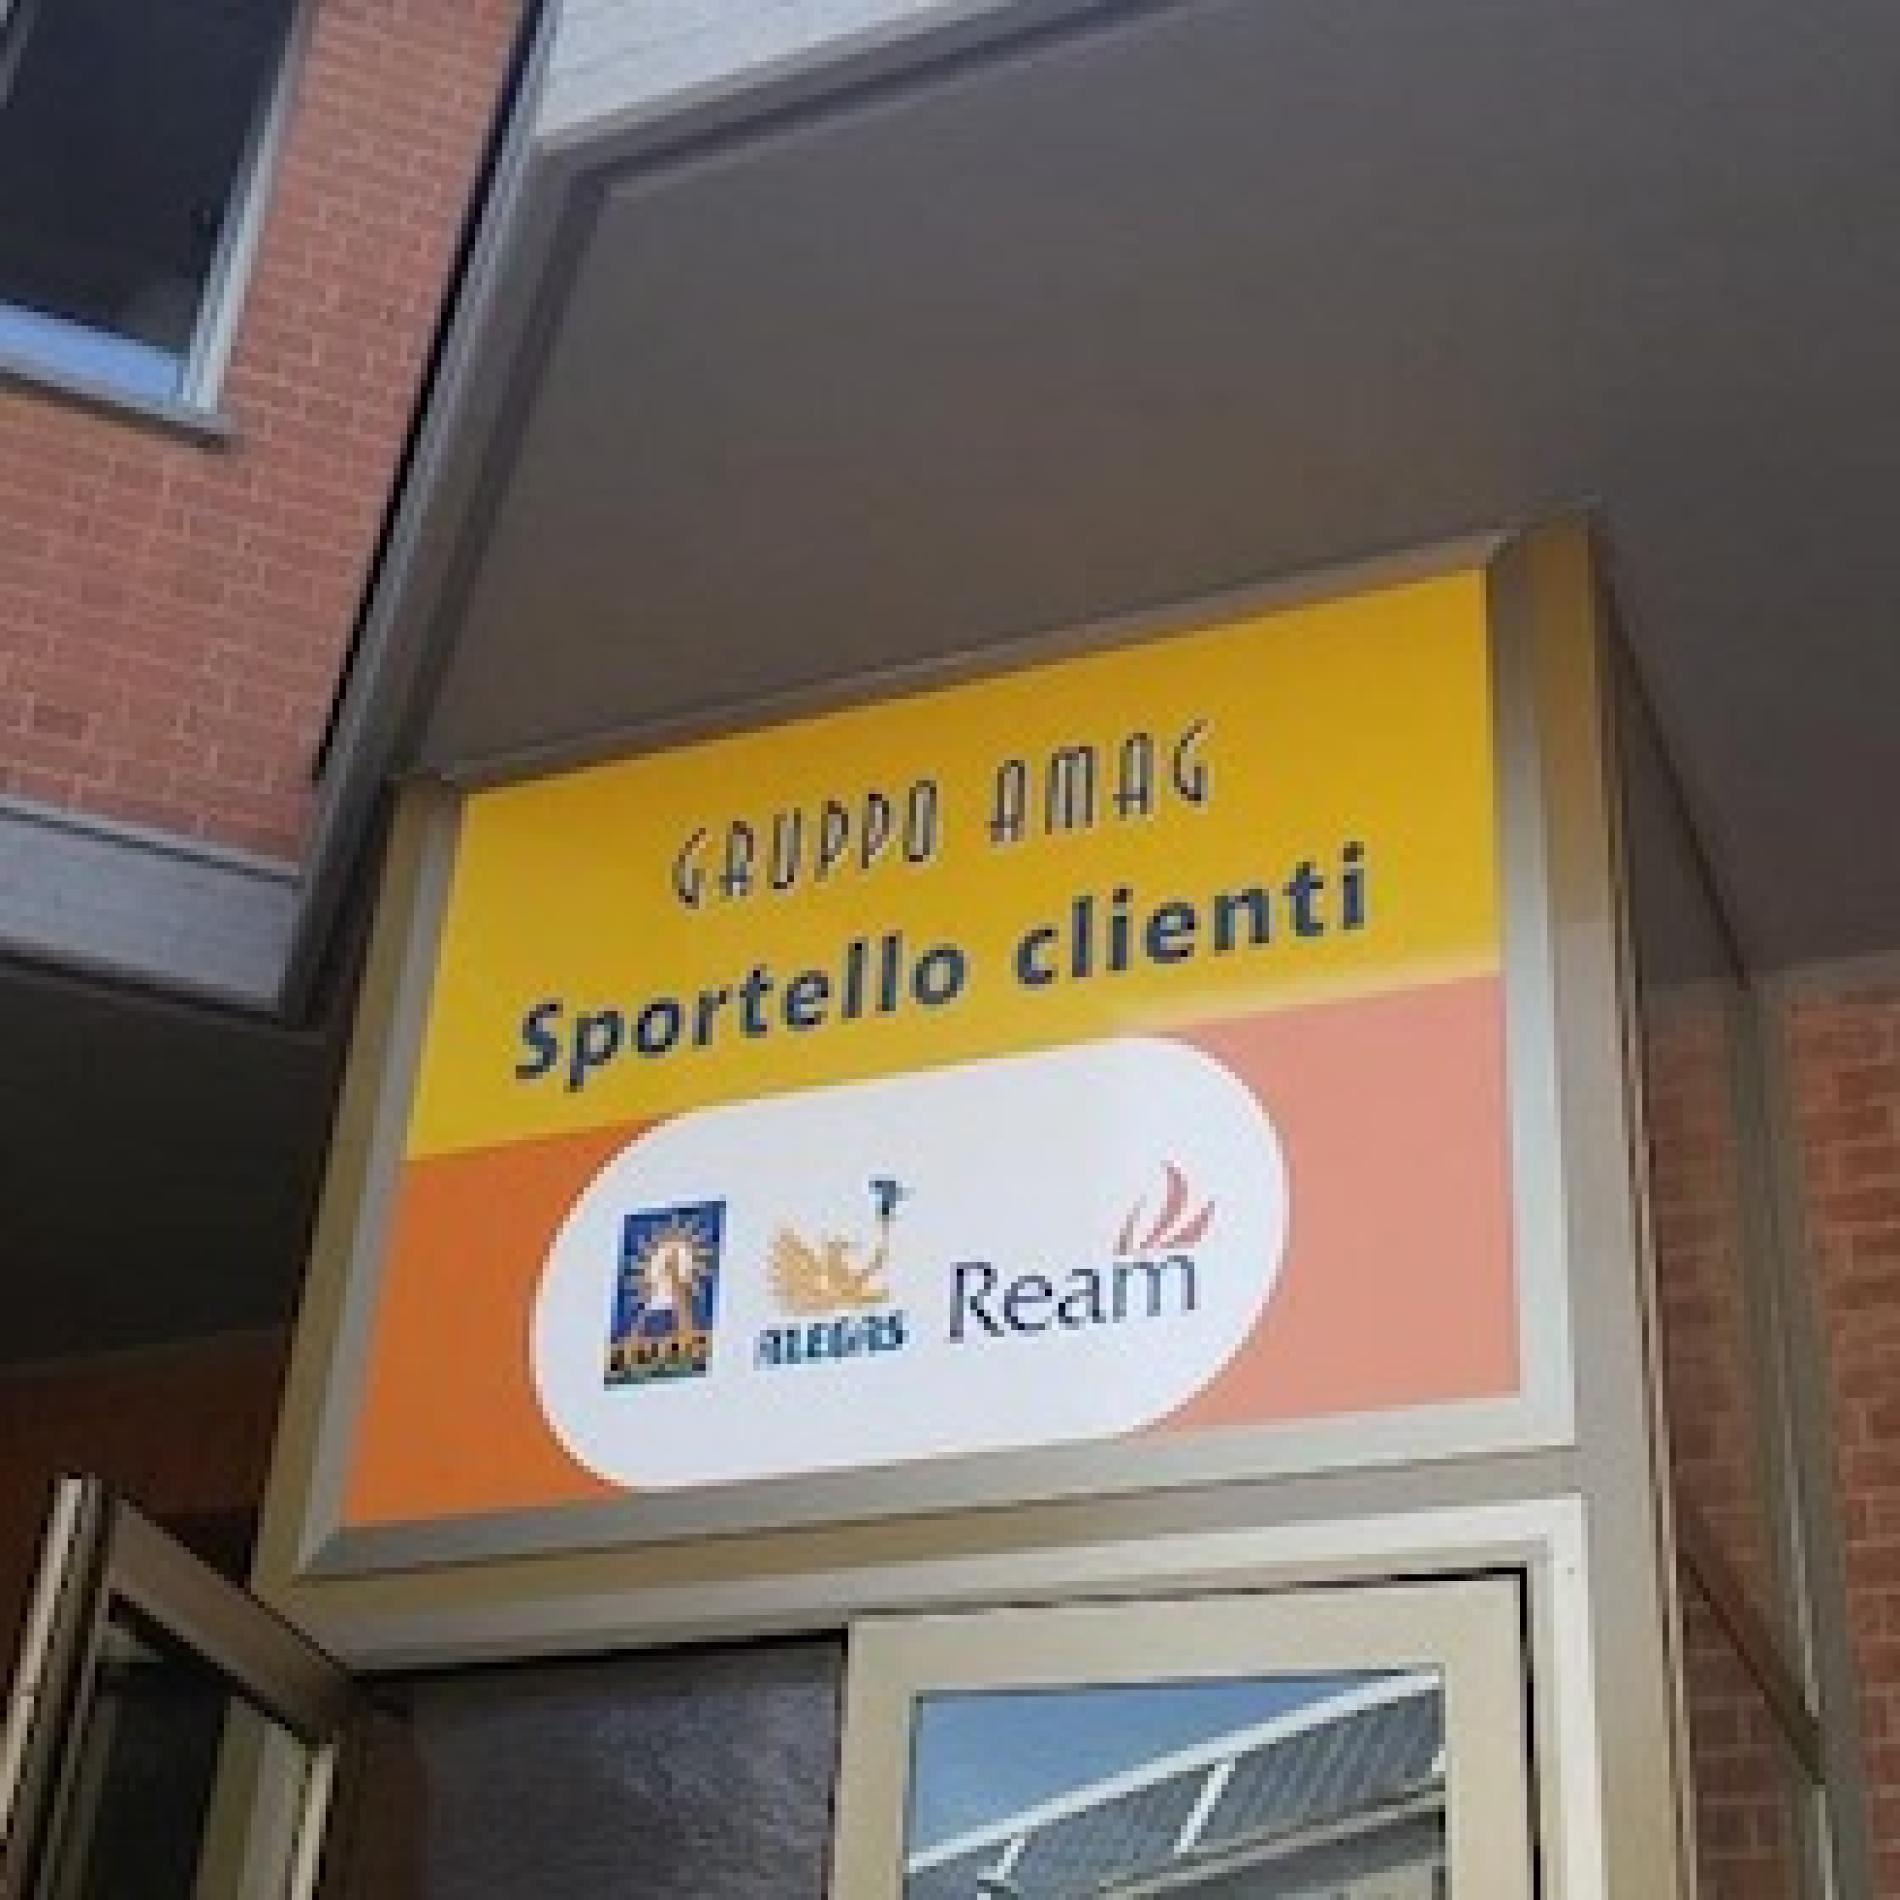 GRUPPO AMAG
Sportello clienti
AMAG
ALEGAS
Ream